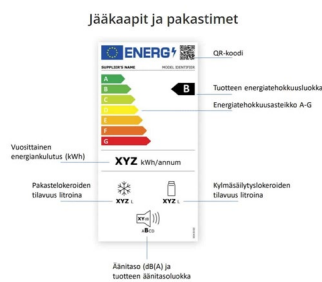 Jääkaapit ja pakastimet
ENERG
QR-koodi
SUPPLIER'S NAME MODEL IDENTIFIER
A
B
C
D
E
F
G
B
Tuotteen energiatehokkuusluokka
Energiatehokkuusasteikko A-G
Vuosittainen
energiankulutus (kWh)
XYZ kWh/annum
Pakastelokeroiden
tilavuus litroina
XYZ L
XYZ L
Kylmäsäilytyslokeroiden
tilavuus litroina
XY dB
ABCD
Äänitaso (dB(A) ja
tuotteen äänitasoluokka